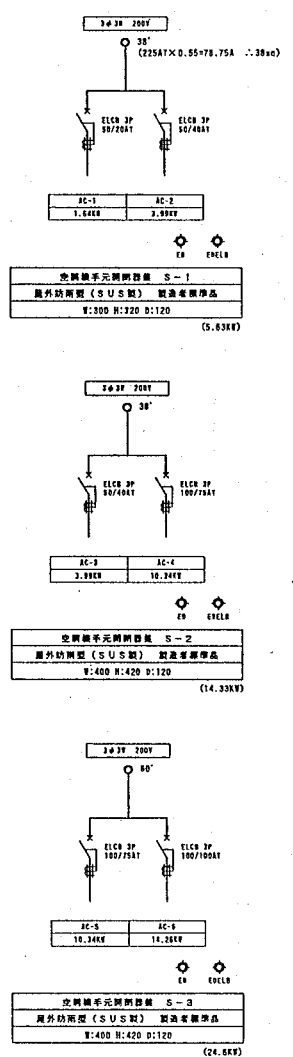 3φ3W 200V
38°
(225AT×0.55=78.75A ∴38sq)
ELCB 3P
50/20AT
ELCB 3P
50/40AT
AC-1
AC-2
1.64KW
3.99KW
ED
EDELB
空調機手元開閉器盤 S-1
屋外防雨型(SUS製) 製造者標準品
W:300 H:320 D:120
(5.63KW)
3φ3W 200V
38°
ELCB 3P
50/40AT
ELCB 3P
100/75AT
AC-3
AC-4
3.99KW
10.34KW
ED
EDELB
空調機手元開閉器盤 S-2
屋外防雨型(SUS製) 製造者標準品
W:400 H:420 D:120
(14.33KW)
3φ3W 200V
60°
ELCB 3P
100/75AT
ELCB 3P
100/100AT
AC-5
AC-6
10.34KW
14.26KW
ED
EDELB
空調機手元開閉器盤 S-3
屋外防雨型(SUS製) 製造者標準品
W:400 H:420 D:120
(24.6KW)